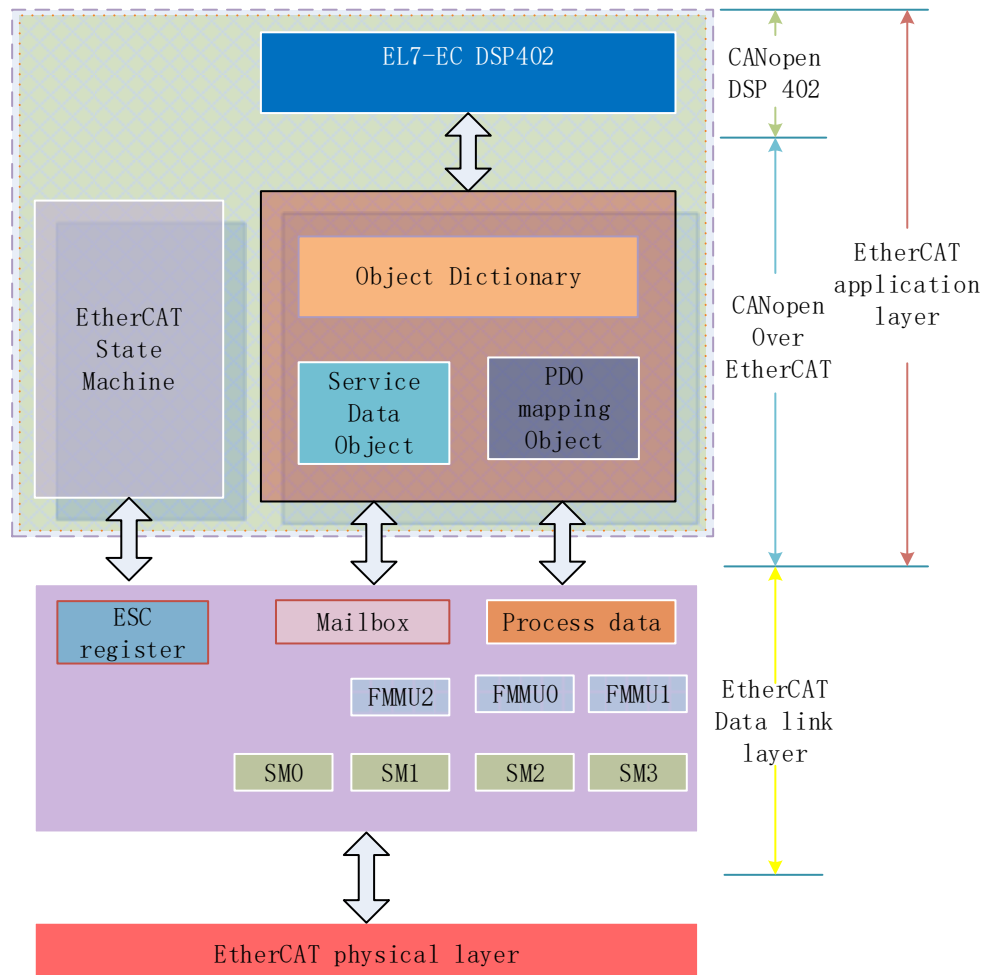 EL7-EC DSP402
CANopen
DSP 402
EtherCAT
State
Machine
Object Dictionary
Service
Data
Object
PDO
mapping
Object
CANopen
Over
EtherCAT
EtherCAT
application
layer
ESC
register
Mailbox
Process data
FMMU2
FMMU0
FMMU1
SM0
SM1
SM2
SM3
EtherCAT
Data link
layer
EtherCAT physical layer